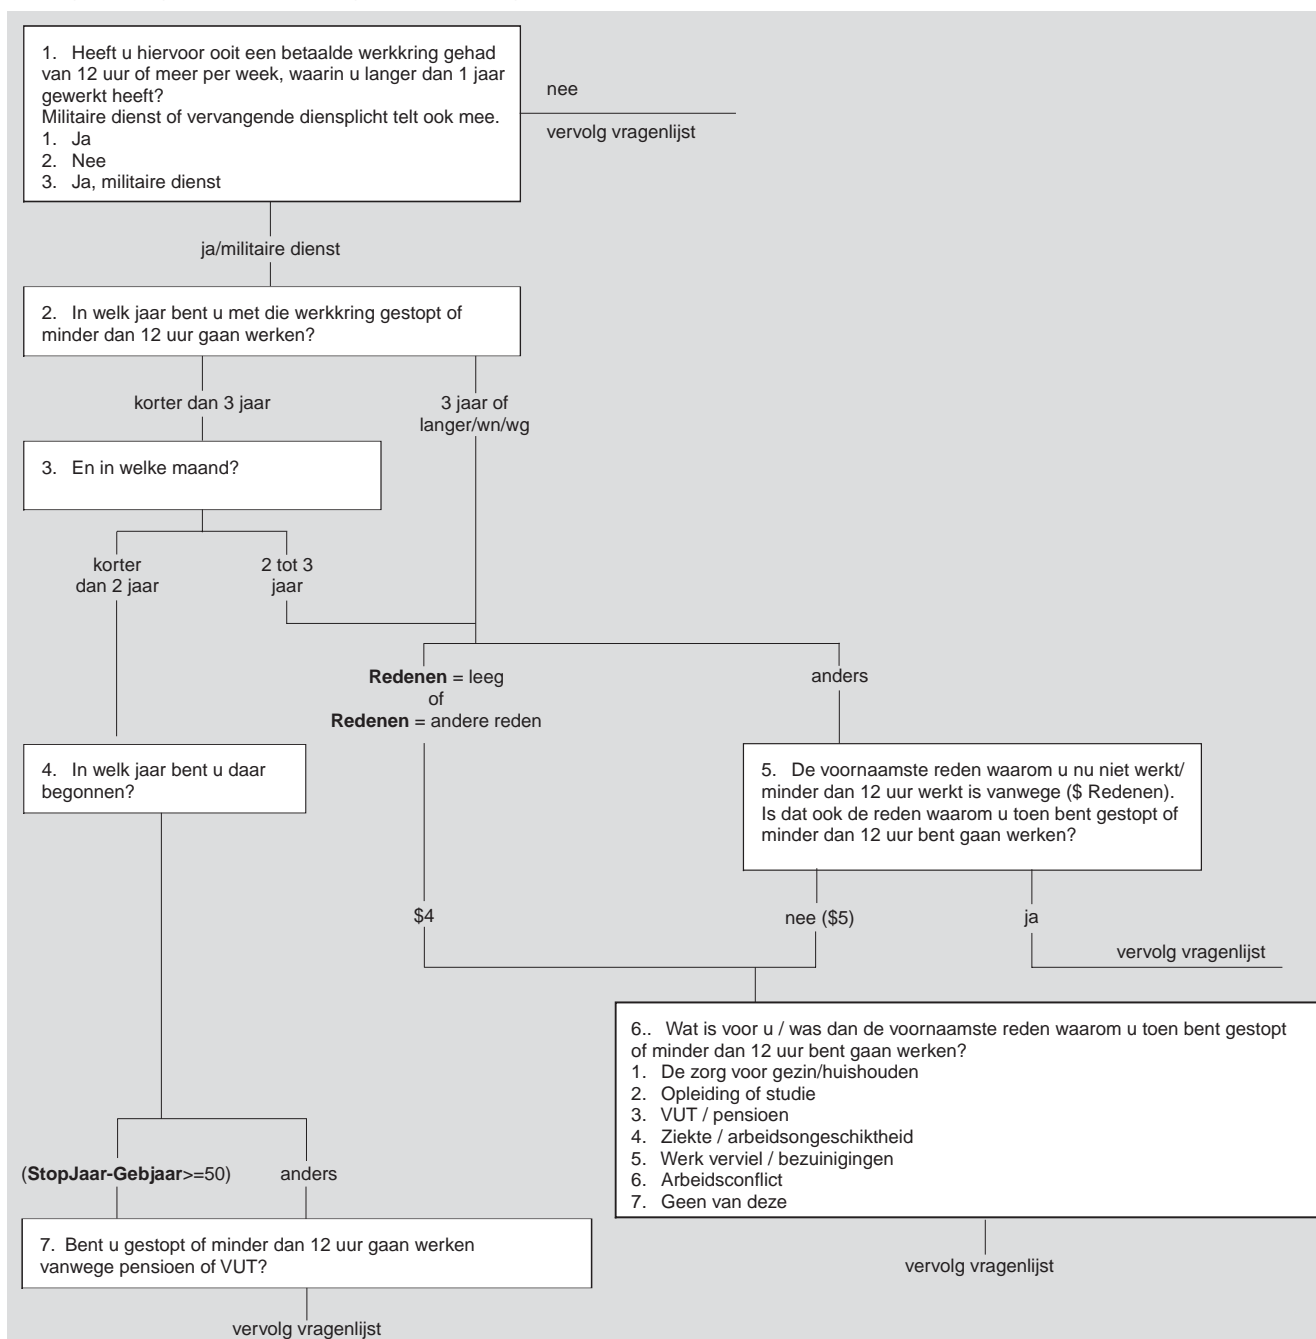 1. Heeft u hiervoor ooit een betaalde werkkring gehad
van 12 uur of meer per week, waarin u langer dan 1 jaar
gewerkt heeft?
Militaire dienst of vervangende diensplicht telt ook mee.
1. Ja
2. Nee
3. Ja, militaire dienst
nee
vervolg vragenlijst
ja/militaire dienst
2. In welk jaar bent u met die werkkring gestopt of
minder dan 12 uur gaan werken?
korter dan 3 jaar
3 jaar of
langer/wn/wg
3. En in welke maand?
korter
dan 2 jaar
2 tot 3
jaar
Redenen = leeg
of
Redenen = andere reden
anders
4. In welk jaar bent u daar
begonnen?
5. De voornaamste reden waarom u nu niet werkt/
minder dan 12 uur werkt is vanwege ($ Redenen).
Is dat ook de reden waarom u toen bent gestopt of
minder dan 12 uur bent gaan werken?
$4
nee ($5)
ja
vervolg vragenlijst
6.. Wat is voor u / was dan de voornaamste reden waarom u toen bent gestopt
of minder dan 12 uur bent gaan werken?
1. De zorg voor gezin/huishouden
2. Opleiding of studie
3. VUT / pensioen
4. Ziekte / arbeidsongeschiktheid
5. Werk verviel / bezuinigingen
6. Arbeidsconflict
7. Geen van deze
vervolg vragenlijst
(StopJaar-Gebjaar>=50)
anders
7. Bent u gestopt of minder dan 12 uur gaan werken
vanwege pensioen of VUT?
vervolg vragenlijst